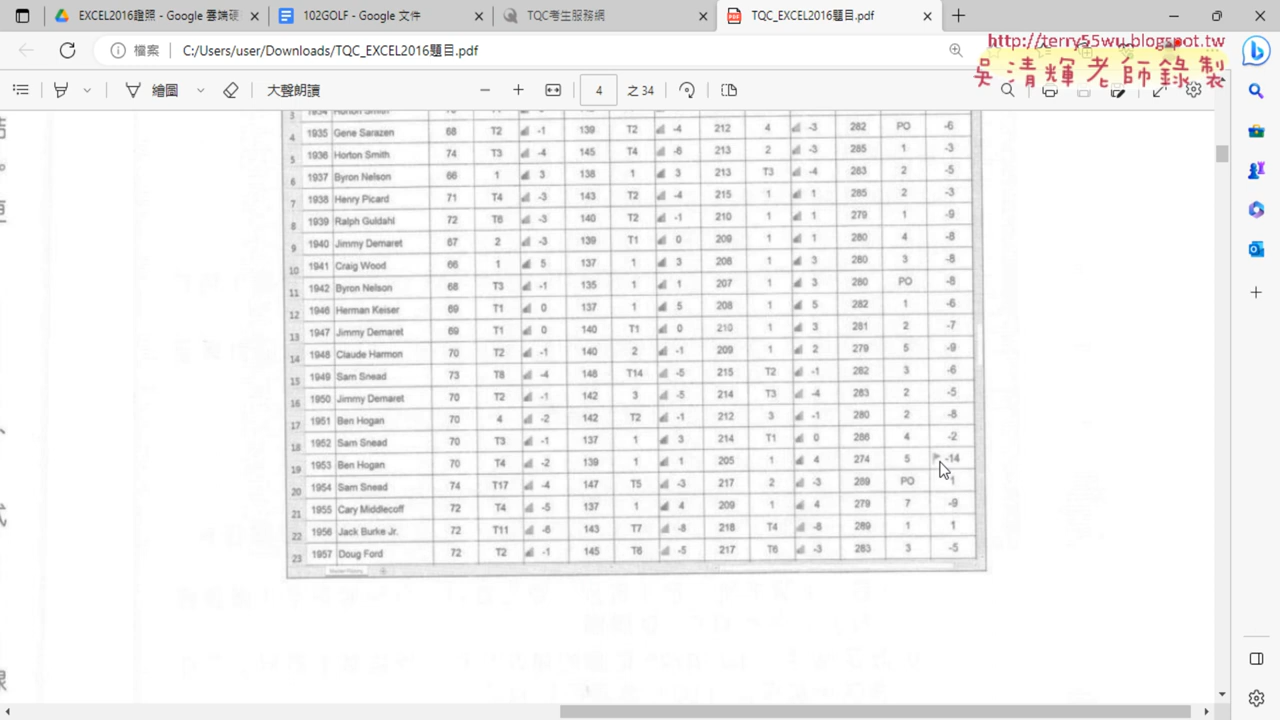 EXCEL2016證照 - Google 雲端硬
102GOLF - Google 文件
TQC考生服務網
TQC_EXCEL2016題目.pdf
檔案
C:/Users/user/Downloads/TQC_EXCEL2016題目.pdf
http://terry55wu.blogspot.tw
吳清輝老師錄製
繪圖
大聲朗讀
4
之 34
4 1935 Gene Sarazen 68 T2 -1 139 T2 -4 212 4 -3 282 PO -6
5 1936 Horton Smith 74 T3 -4 145 T4 -6 213 2 -3 285 1 -3
6 1937 Byron Nelson 66 1 3 138 1 3 213 T3 -4 283 2 -5
7 1938 Henry Picard 71 T4 -3 143 T2 -4 215 1 1 285 2 -3
8 1939 Ralph Guldahl 72 T6 -3 140 T2 -1 210 1 1 279 1 -9
9 1940 Jimmy Demaret 67 2 -3 139 T1 0 209 1 1 280 4 -8
10 1941 Craig Wood 66 1 5 137 1 3 208 1 3 280 3 -8
11 1942 Byron Nelson 68 T3 -1 135 1 1 207 1 3 280 PO -8
12 1946 Herman Keiser 69 T1 0 137 1 5 208 1 5 282 1 -6
13 1947 Jimmy Demaret 69 T1 0 140 T1 0 210 1 3 281 2 -7
14 1948 Claude Harmon 70 T2 -1 140 2 -1 209 1 2 279 5 -9
15 1949 Sam Snead 73 T8 -4 148 T14 -5 215 T2 -1 282 3 -6
16 1950 Jimmy Demaret 70 T2 -1 142 3 -5 214 T3 -4 283 2 -5
17 1951 Ben Hogan 70 4 -2 142 T2 -1 212 3 -1 280 2 -8
18 1952 Sam Snead 70 T3 -1 137 1 3 214 T1 0 286 4 -2
19 1953 Ben Hogan 70 T4 -2 139 1 1 205 1 4 274 5 -14
20 1954 Sam Snead 74 T17 -4 147 T5 -3 217 2 -3 289 PO 1
21 1955 Cary Middlecoff 72 T4 -5 137 1 4 209 1 4 279 7 -9
22 1956 Jack Burke Jr. 72 T11 -6 143 T7 -8 218 T4 -8 289 1 1
23 1957 Doug Ford 72 T2 -1 145 T6 -5 217 T6 -3 283 3 -5